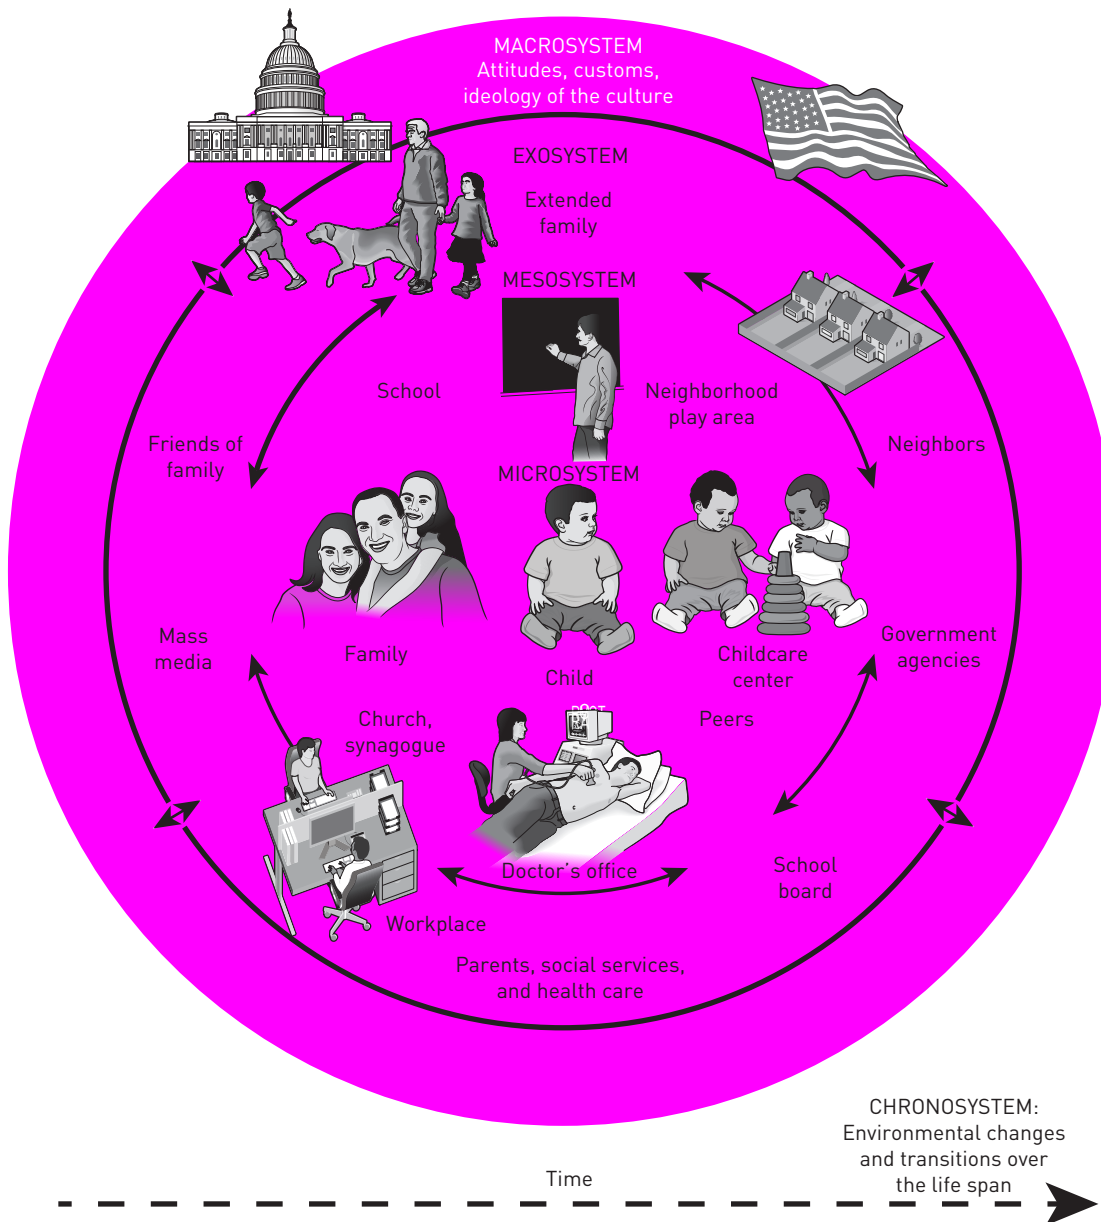 MACROSYSTEM
Attitudes, customs,
ideology of the culture
EXOSYSTEM
Extended
family
MESOSYSTEM
School
Neighborhood
play area
Friends of
family
Neighbors
MICROSYSTEM
Mass
media
Family
Child
Childcare
center
Government
agencies
Church,
synagogue
Peers
Doctor's office
School
board
Workplace
Parents, social services,
and health care
CHRONOSYSTEM:
Environmental changes
and transitions over
the life span
Time